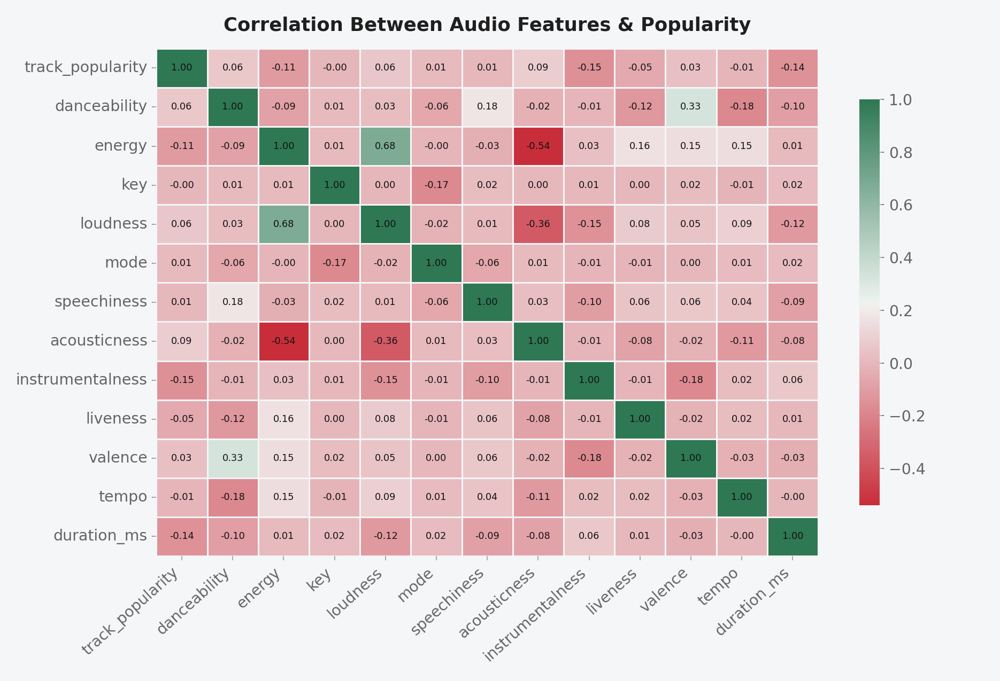 Correlation Between Audio Features & Popularity
track_popularity 1.00 0.06 -0.11 -0.00 0.06 0.01 0.01 0.09 -0.15 -0.05 0.03 -0.01 -0.14
danceability 0.06 1.00 -0.09 0.01 0.03 -0.06 0.18 -0.02 -0.01 -0.12 0.33 -0.18 -0.10
energy -0.11 -0.09 1.00 0.01 0.68 -0.00 -0.03 -0.54 0.03 0.16 0.15 0.15 0.01
key -0.00 0.01 0.01 1.00 0.00 -0.17 0.02 0.00 0.01 0.00 0.02 -0.01 0.02
loudness 0.06 0.03 0.68 0.00 1.00 -0.02 0.01 -0.36 -0.15 0.08 0.05 0.09 -0.12
mode 0.01 -0.06 -0.00 -0.17 -0.02 1.00 -0.06 0.01 -0.01 -0.01 0.00 0.01 0.02
speechiness 0.01 0.18 -0.03 0.02 0.01 -0.06 1.00 0.03 -0.10 0.06 0.06 0.04 -0.09
acousticness 0.09 -0.02 -0.54 0.00 -0.36 0.01 0.03 1.00 -0.01 -0.08 -0.02 -0.11 -0.08
instrumentalness -0.15 -0.01 0.03 0.01 -0.15 -0.01 -0.10 -0.01 1.00 -0.01 -0.18 0.02 0.06
liveness -0.05 -0.12 0.16 0.00 0.08 -0.01 0.06 -0.08 -0.01 1.00 -0.02 0.02 0.01
valence 0.03 0.33 0.15 0.02 0.05 0.00 0.06 -0.02 -0.18 -0.02 1.00 -0.03 -0.03
tempo -0.01 -0.18 0.15 -0.01 0.09 0.01 0.04 -0.11 0.02 0.02 -0.03 1.00 -0.00
duration_ms -0.14 -0.10 0.01 0.02 -0.12 0.02 -0.09 -0.08 0.06 0.01 -0.03 -0.00 1.00
track_popularity danceability energy key loudness mode speechiness acousticness instrumentalness liveness valence tempo duration_ms
1.0
0.8
0.6
0.4
0.2
0.0
−0.2
−0.4